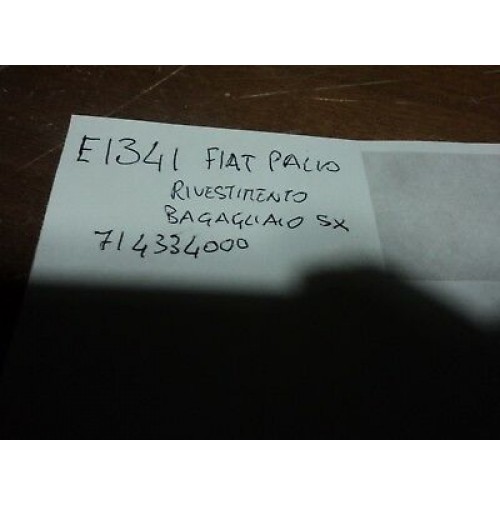 E1341 FIAT PALIO
RIVESTIMENTO
BAGAGLIAIO SX
714334000